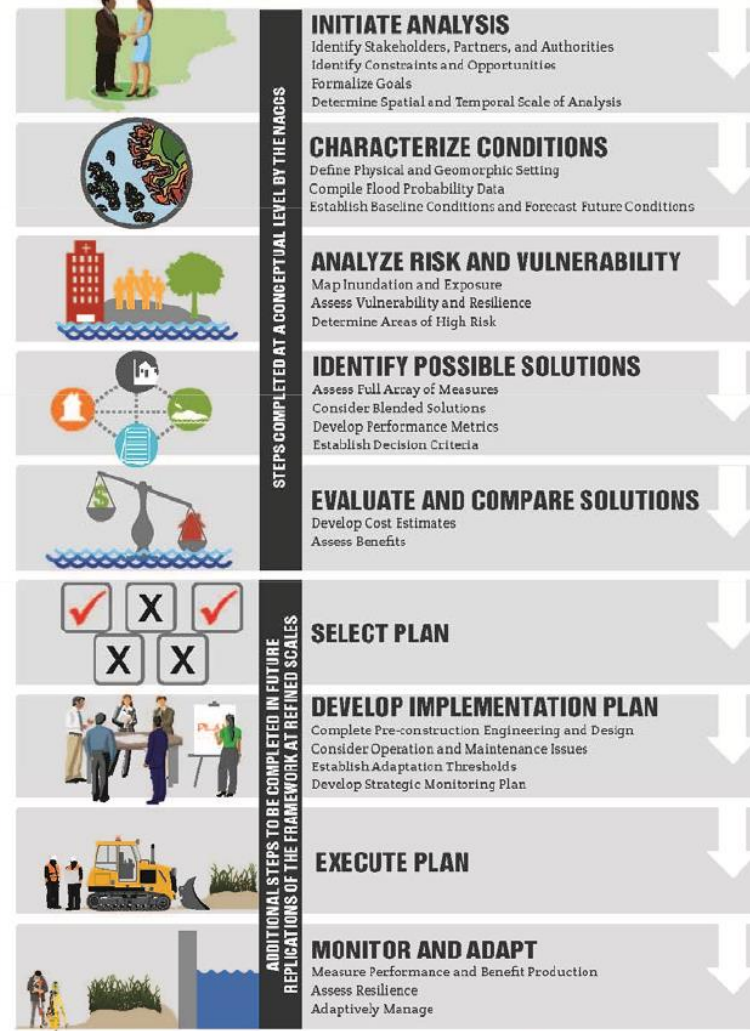 INITIATE ANALYSIS
Identify Stakeholders, Partners, and Authorities
Identify Constraints and Opportunities
Formalize Goals
Determine Spatial and Temporal Scale of Analysis
CHARACTERIZE CONDITIONS
Define Physical and Geomorphic Setting
Compile Flood Probability Data
Establish Baseline Conditions and Forecast Future Conditions
ANALYZE RISK AND VULNERABILITY
Map Inundation and Exposure
Assess Vulnerability and Resilience
Determine Areas of High Risk
IDENTIFY POSSIBLE SOLUTIONS
Assess Full Array of Measures
Consider Blended Solutions
Develop Performance Metrics
Establish Decision Criteria
$
EVALUATE AND COMPARE SOLUTIONS
Develop Cost Estimates
Assess Benefits
STEPS COMPLETED AT A CONCEPTUAL LEVEL BY THE NACCS
X
X X
SELECT PLAN
PLAN
DEVELOP IMPLEMENTATION PLAN
Complete Pre-construction Engineering and Design
Consider Operation and Maintenance Issues
Establish Adaptation Thresholds
Develop Strategic Monitoring Plan
EXECUTE PLAN
MONITOR AND ADAPT
Measure Performance and Benefit Production
Assess Resilience
Adaptively Manage
ADDITIONAL STEPS TO BE COMPLETED IN FUTURE
REPLICATIONS OF THE FRAMEWORK AT REFINED SCALES